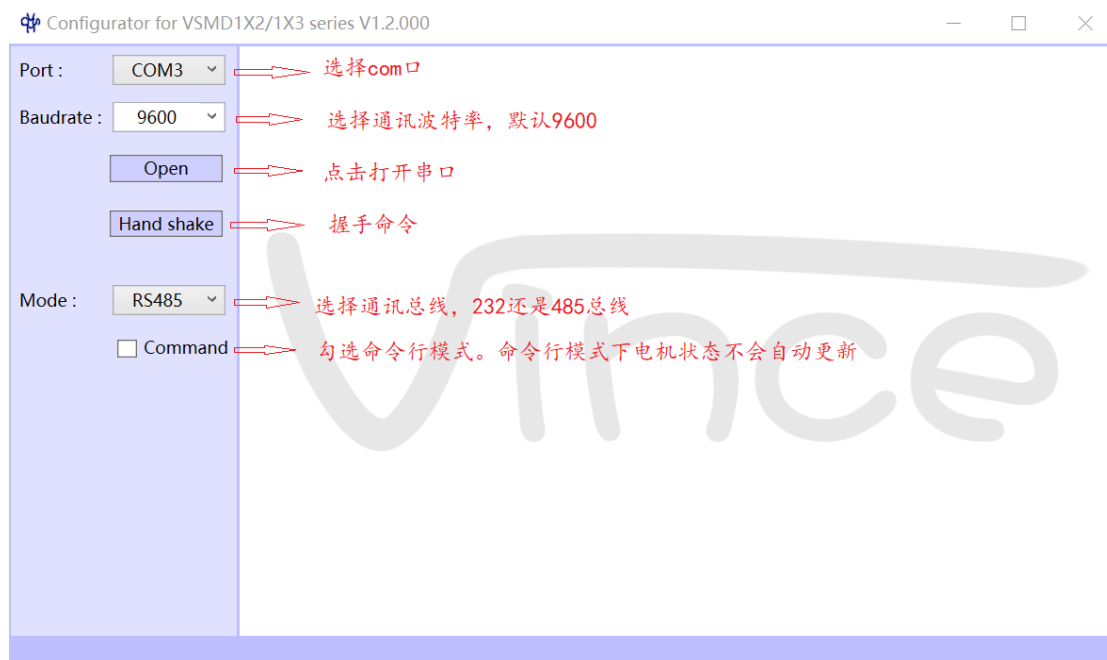 Configurator for VSMD1X2/1X3 series V1.2.000
Port : COM3 选择com口
Baudrate : 9600 选择通讯波特率，默认9600
Open 点击打开串口
Hand shake 握手命令
Mode : RS485 选择通讯总线，232还是485总线
Command 勾选命令行模式。命令行模式下电机状态不会自动更新
Vince